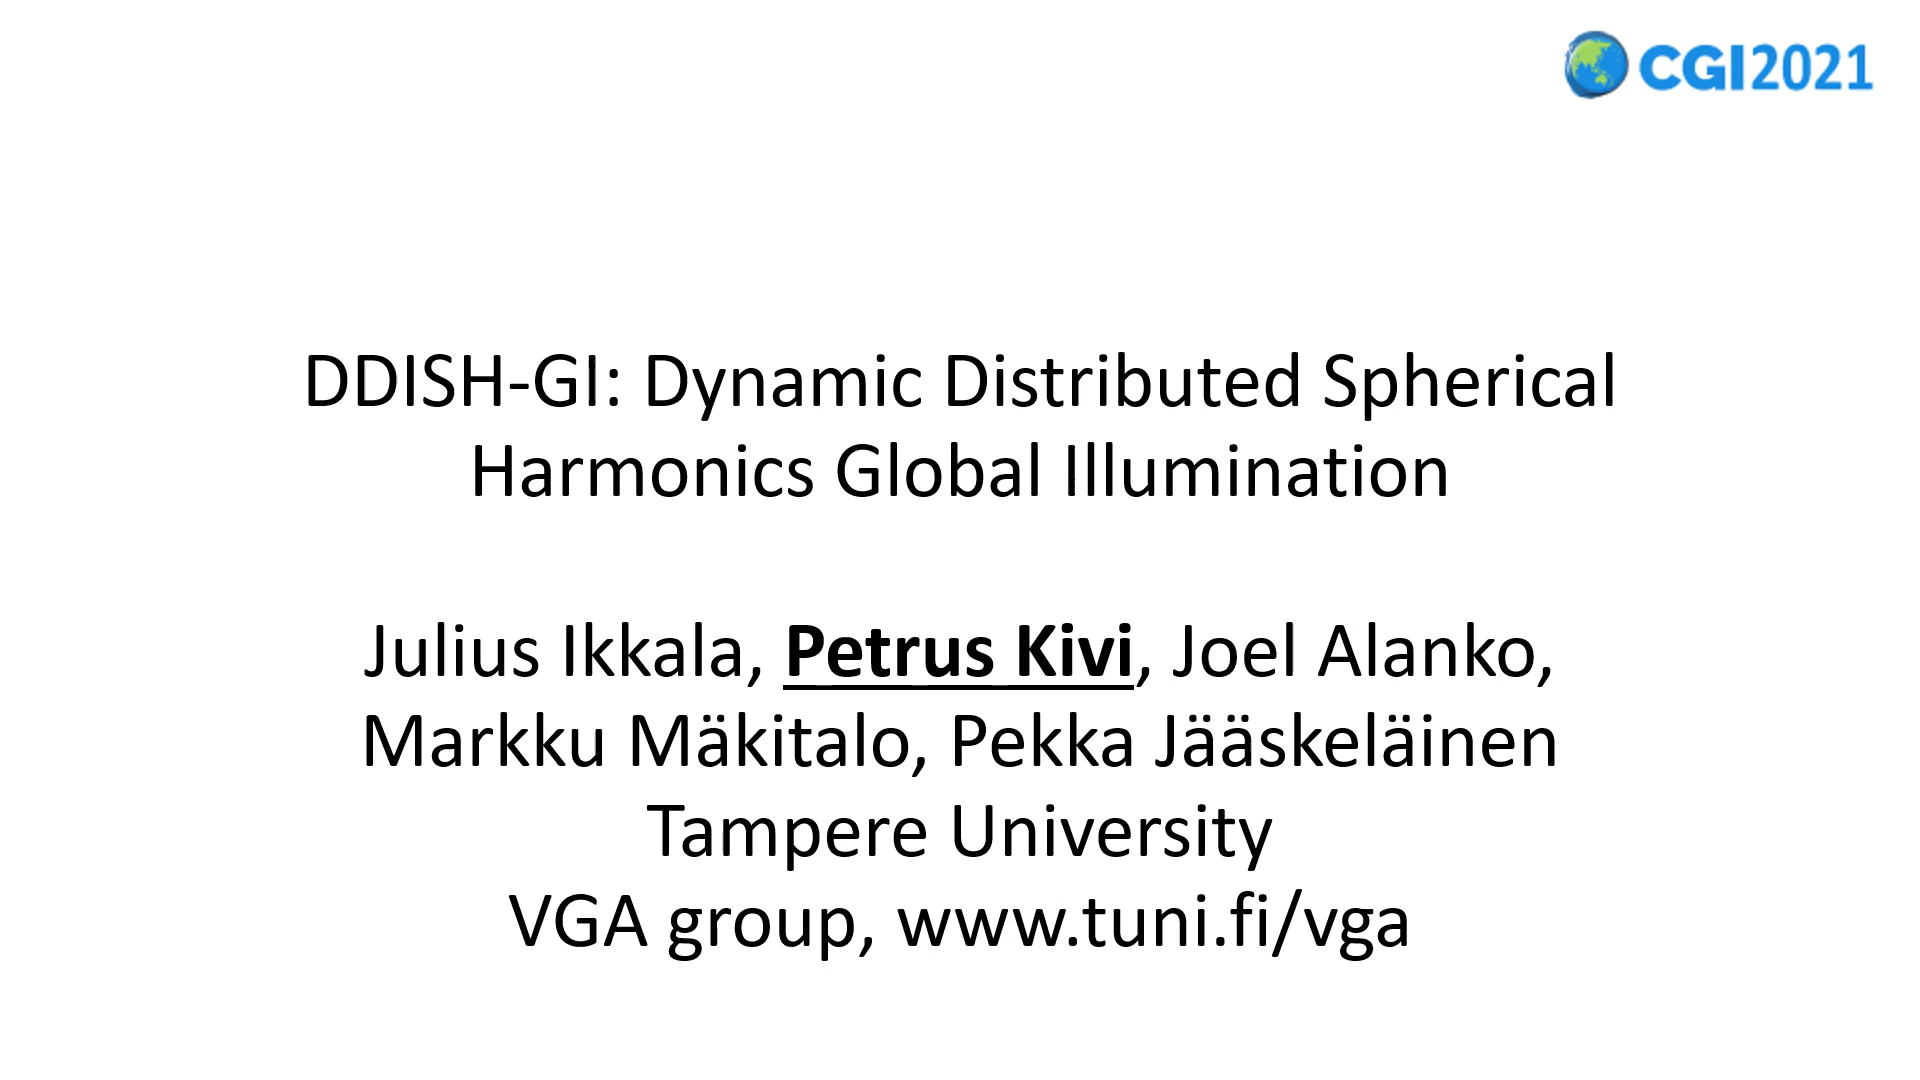 CGI2021
DDISH-GI: Dynamic Distributed Spherical
Harmonics Global Illumination
Julius Ikkala, Petrus Kivi, Joel Alanko,
Markku Mäkitalo, Pekka Jääskeläinen
Tampere University
VGA group, www.tuni.fi/vga